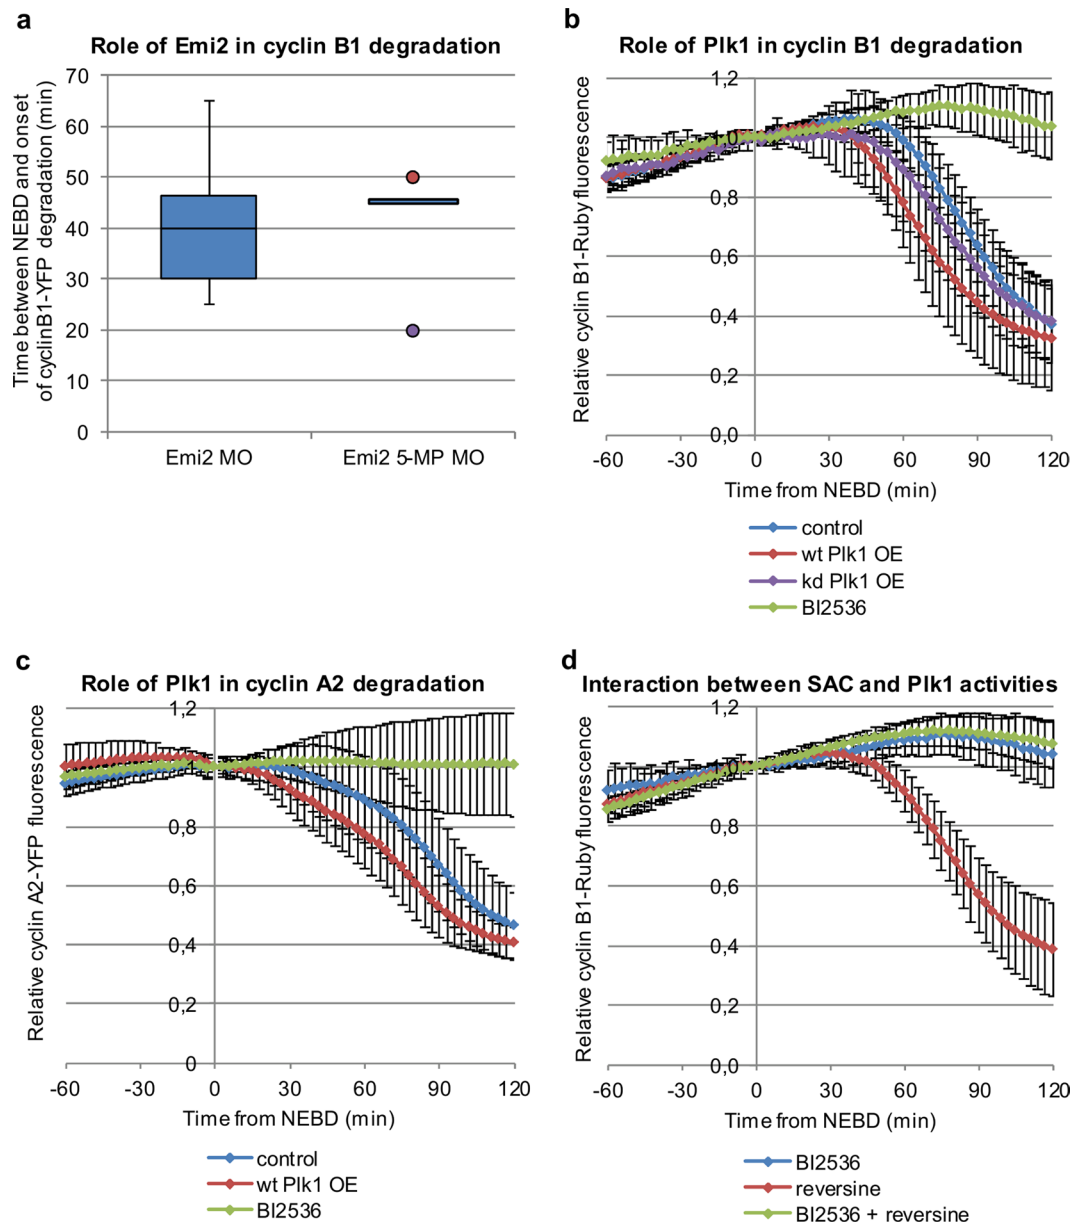 a
Role of Emi2 in cyclin B1 degradation
Time between NEBD and onset
of cyclinB1-YFP degradation (min)
70
60
50
40
30
20
10
0
Emi2 MO
Emi2 5-MP MO
b
Role of Plk1 in cyclin B1 degradation
Relative cyclin B1-Ruby fluorescence
1,2
1,0
0,8
0,6
0,4
0,2
0,0
-60 -30 0 30 60 90 120
Time from NEBD (min)
control
wt Plk1 OE
kd Plk1 OE
BI2536
c
Role of Plk1 in cyclin A2 degradation
Relative cyclin A2-YFP fluorescence
1,2
1,0
0,8
0,6
0,4
0,2
0
-60 -30 0 30 60 90 120
Time from NEBD (min)
control
wt Plk1 OE
BI2536
d
Interaction between SAC and Plk1 activities
Relative cyclin B1-Ruby fluorescence
1,2
1,0
0,8
0,6
0,4
0,2
0,0
-60 -30 0 30 60 90 120
Time from NEBD (min)
BI2536
reversine
BI2536 + reversine